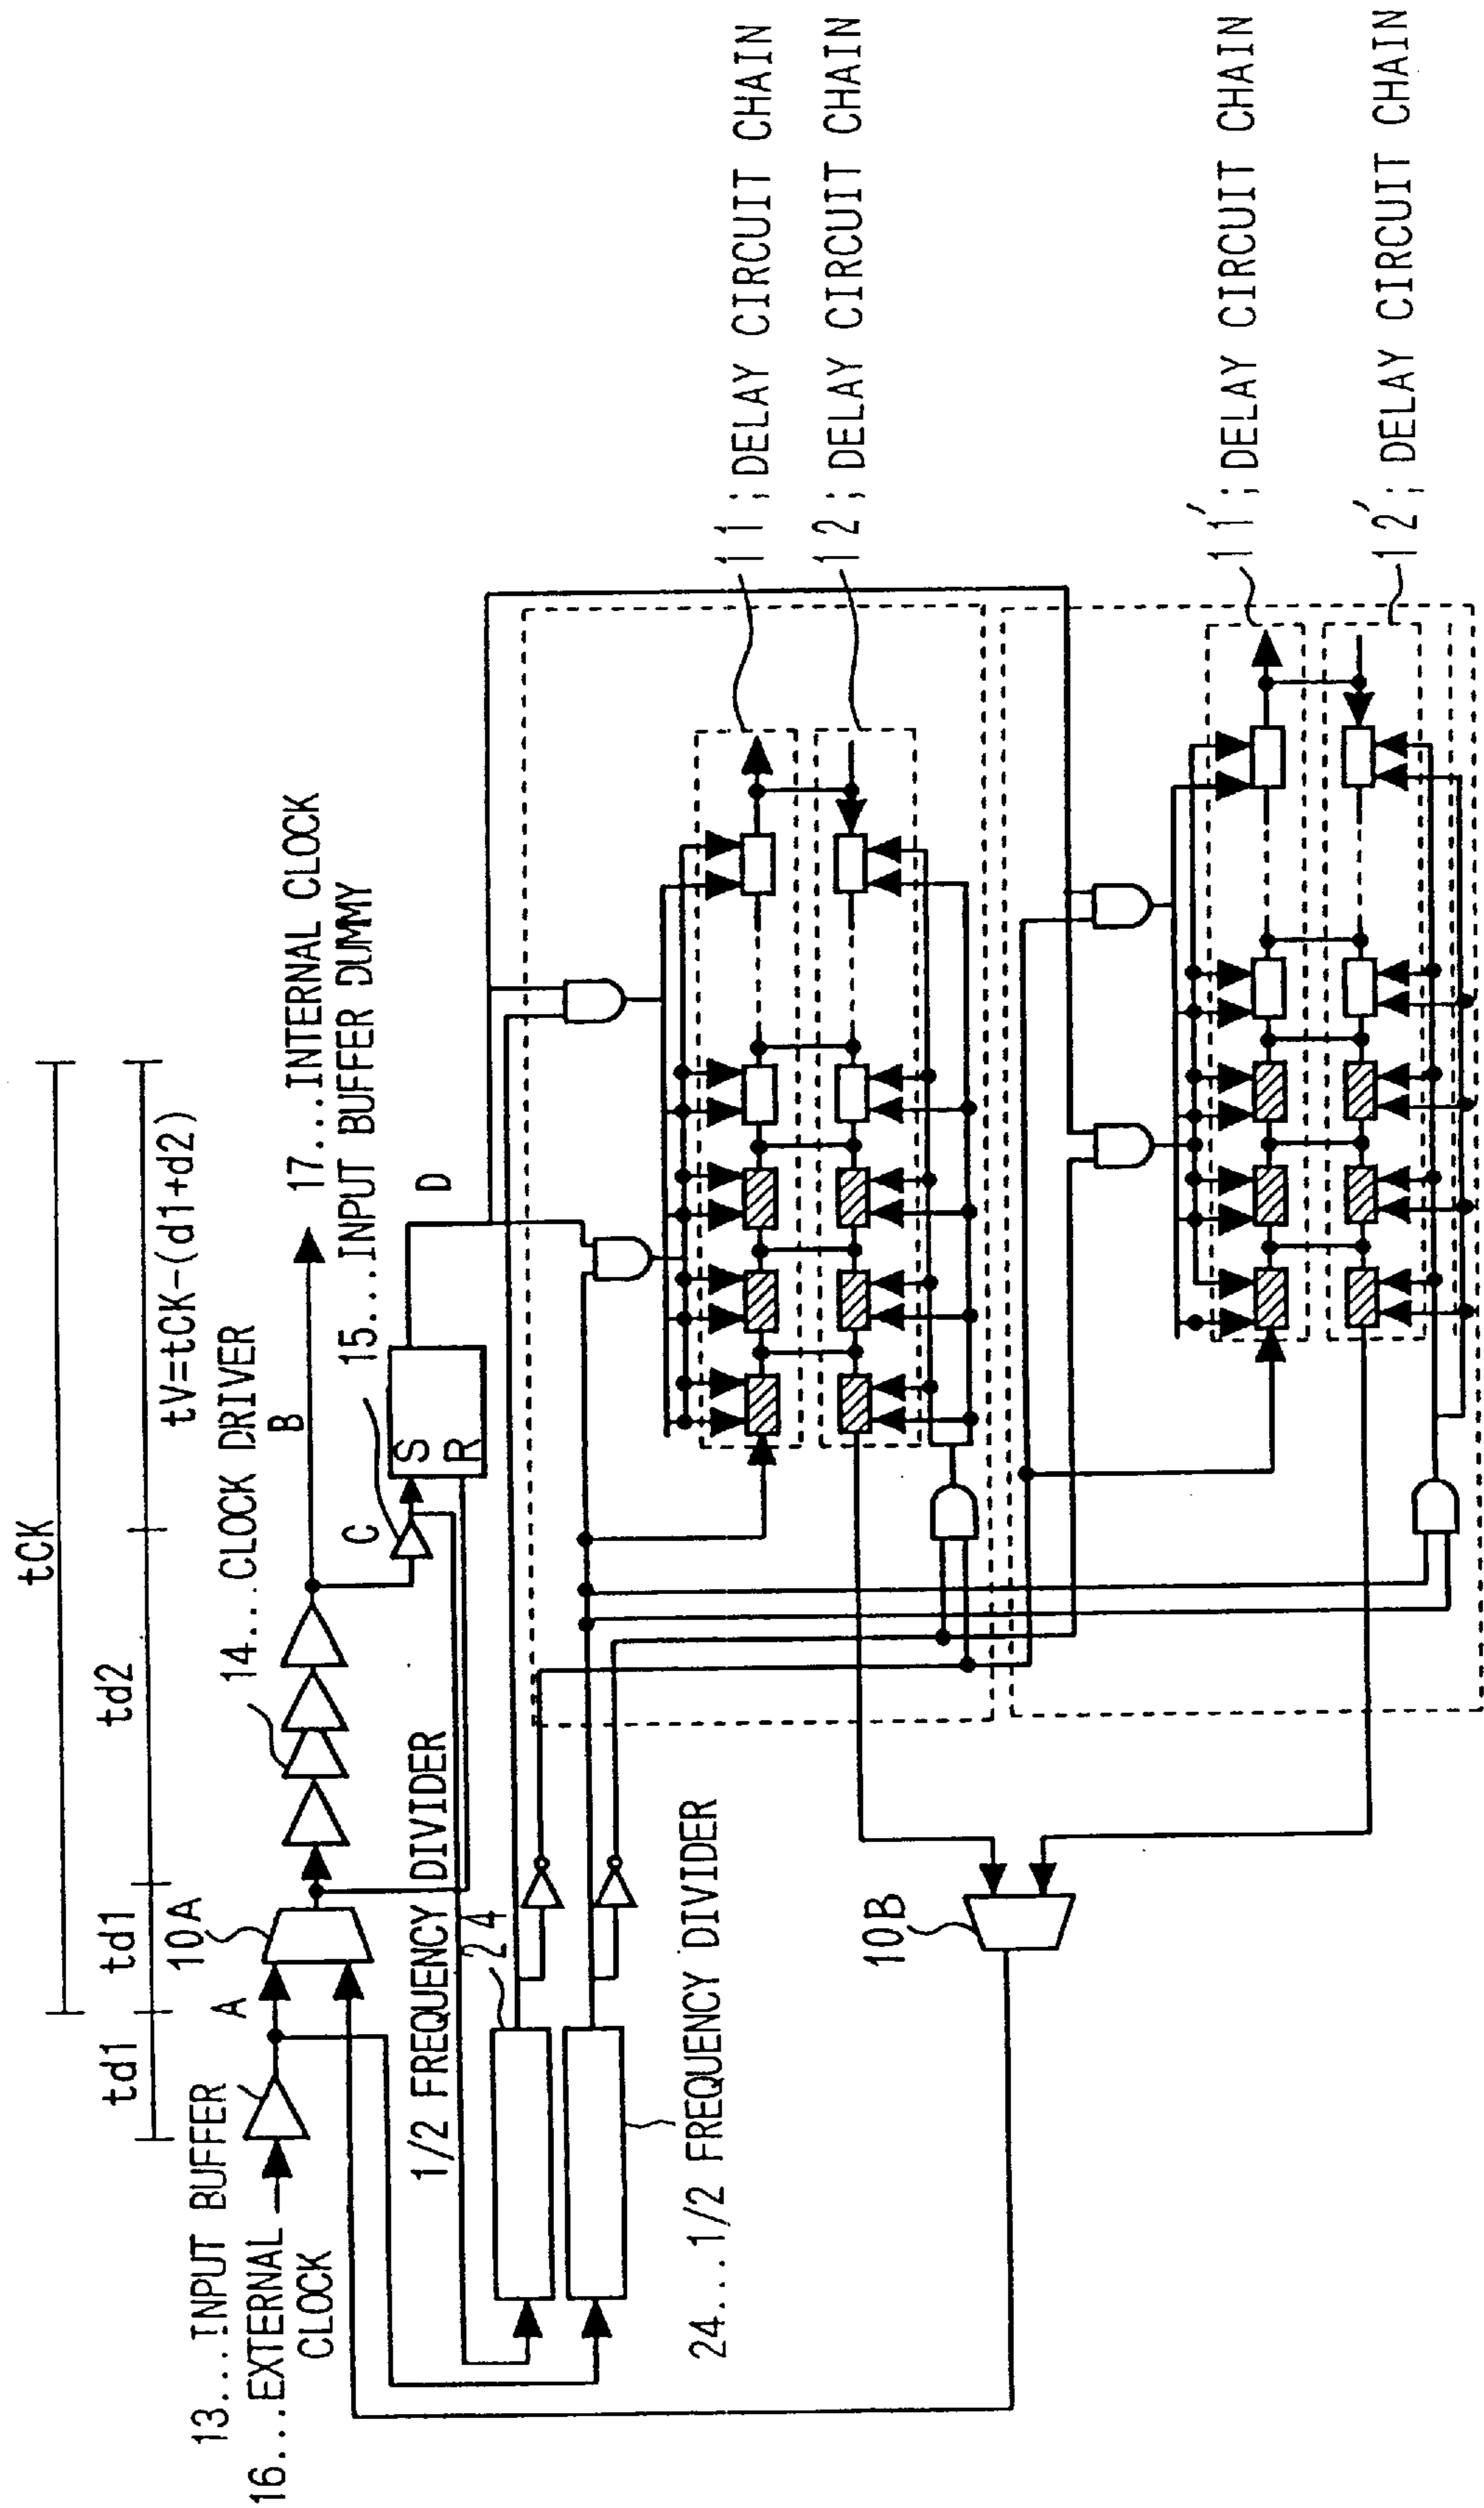 tCK
td1
td1
td2
tV=tCK-(d1+d2)
13...INPUT BUFFER
A
10A
14...CLOCK DRIVER
B
17...INTERNAL CLOCK
16...EXTERNAL
CLOCK
C
15...INPUT BUFFER DUMMY
S
R
D
1/2 FREQUENCY DIVIDER
24
24...1/2 FREQUENCY DIVIDER
11;DELAY CIRCUIT CHAIN
12;DELAY CIRCUIT CHAIN
10B
11′;DELAY CIRCUIT CHAIN
12′;DELAY CIRCUIT CHAIN